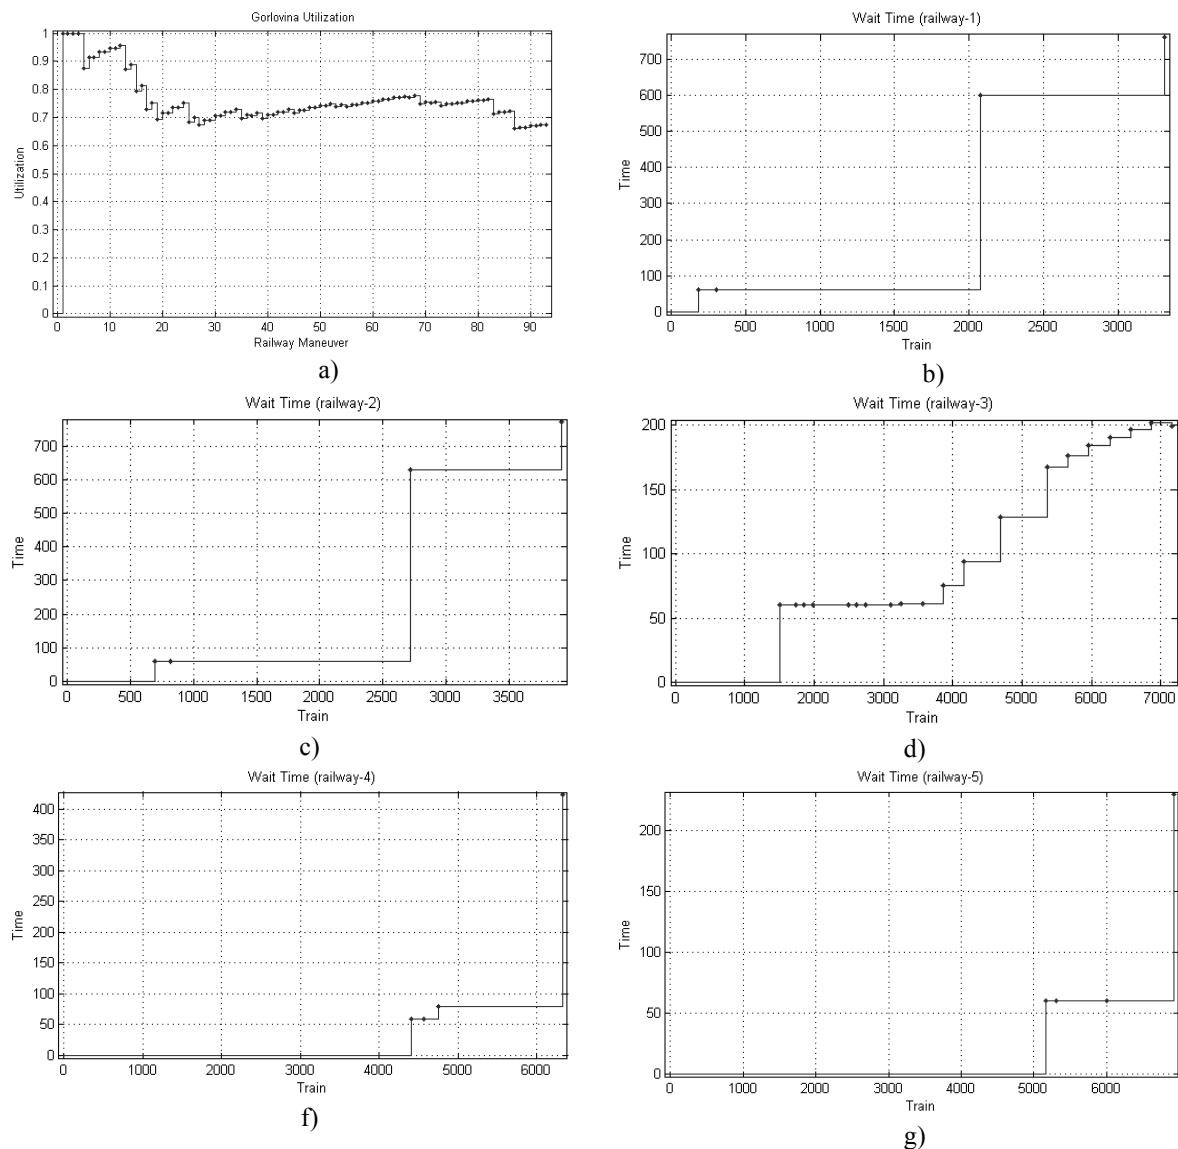 Gorlovina Utilization
1
0.9
0.8
0.7
0.6
0.5
0.4
0.3
0.2
0.1
0
Utilization
0 10 20 30 40 50 60 70 80 90
Railway Maneuver
a)
Wait Time (railway-1)
700
600
500
400
300
200
100
0
Time
0 500 1000 1500 2000 2500 3000
Train
b)
Wait Time (railway-2)
700
600
500
400
300
200
100
0
Time
0 500 1000 1500 2000 2500 3000 3500
Train
c)
Wait Time (railway-3)
200
150
100
50
0
Time
0 1000 2000 3000 4000 5000 6000 7000
Train
d)
Wait Time (railway-4)
400
350
300
250
200
150
100
50
0
Time
0 1000 2000 3000 4000 5000 6000
Train
f)
Wait Time (railway-5)
200
150
100
50
0
Time
0 1000 2000 3000 4000 5000 6000
Train
g)